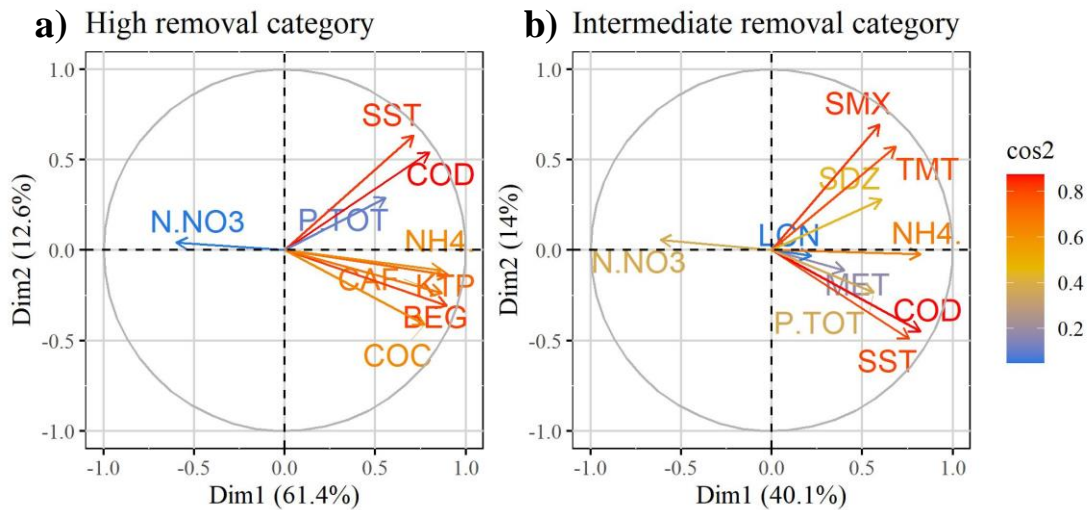 a) High removal category
1.0
0.5
0.0
-0.5
-1.0
Dim2 (12.6%)
SST
COD
P.TOT
N.NO3
NH4.
CAF
KTP
BEG
COC
-1.0 -0.5 0.0 0.5 1.0
Dim1 (61.4%)
b) Intermediate removal category
1.0
0.5
0.0
-0.5
-1.0
Dim2 (14%)
SMX
TMT
SDZ
LCN
NH4.
N.NO3
MET
P.TOT
COD
SST
-1.0 -0.5 0.0 0.5 1.0
Dim1 (40.1%)
cos2
0.8
0.6
0.4
0.2